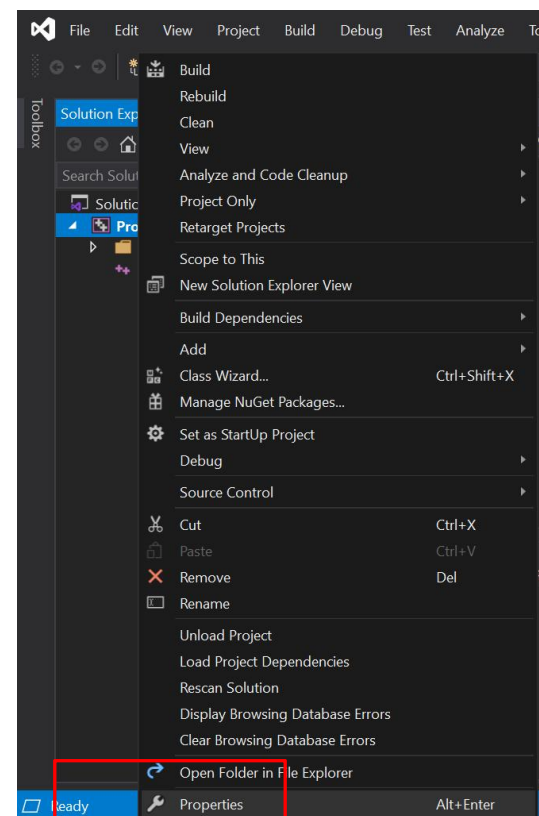 File Edit View Project Build Debug Test Analyze
Toolbox
Solution Exp
Search Solut
Solutic
Pro
Build
Rebuild
Clean
View
Analyze and Code Cleanup
Project Only
Retarget Projects
Scope to This
New Solution Explorer View
Build Dependencies
Add
Class Wizard... Ctrl+Shift+X
Manage NuGet Packages...
Set as StartUp Project
Debug
Source Control
Cut Ctrl+X
Paste Ctrl+V
Remove Del
Rename
Unload Project
Load Project Dependencies
Rescan Solution
Display Browsing Database Errors
Clear Browsing Database Errors
Open Folder in File Explorer
Ready
Properties Alt+Enter